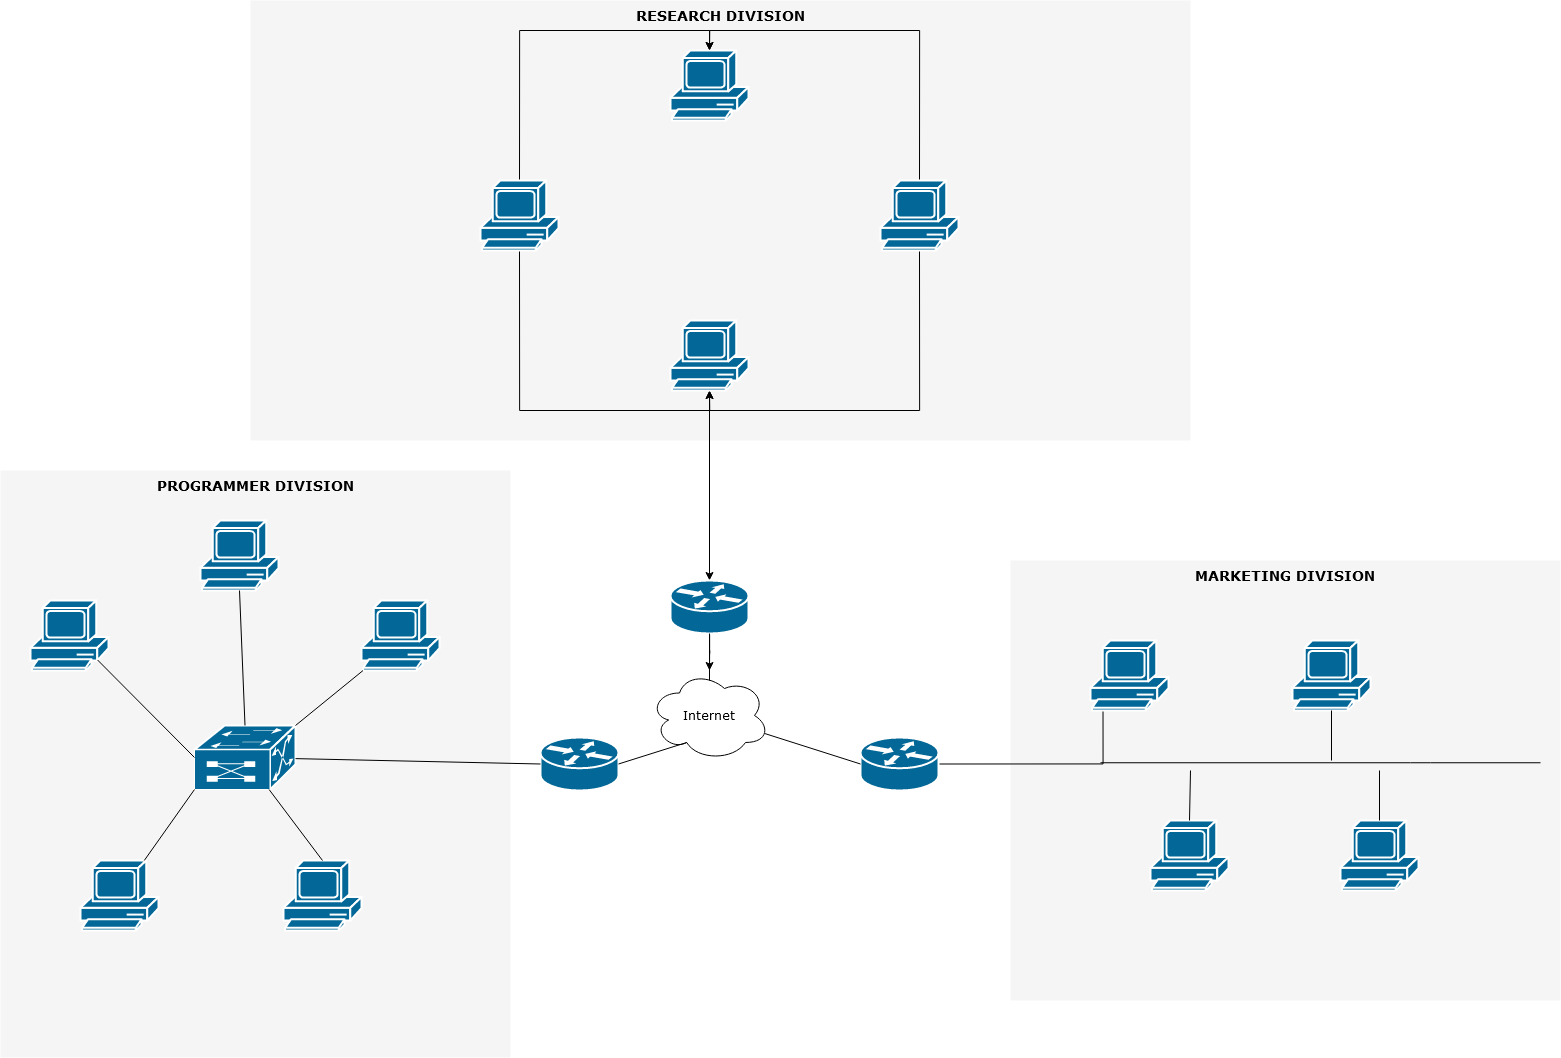 RESEARCH DIVISION
PROGRAMMER DIVISION
MARKETING DIVISION
Internet